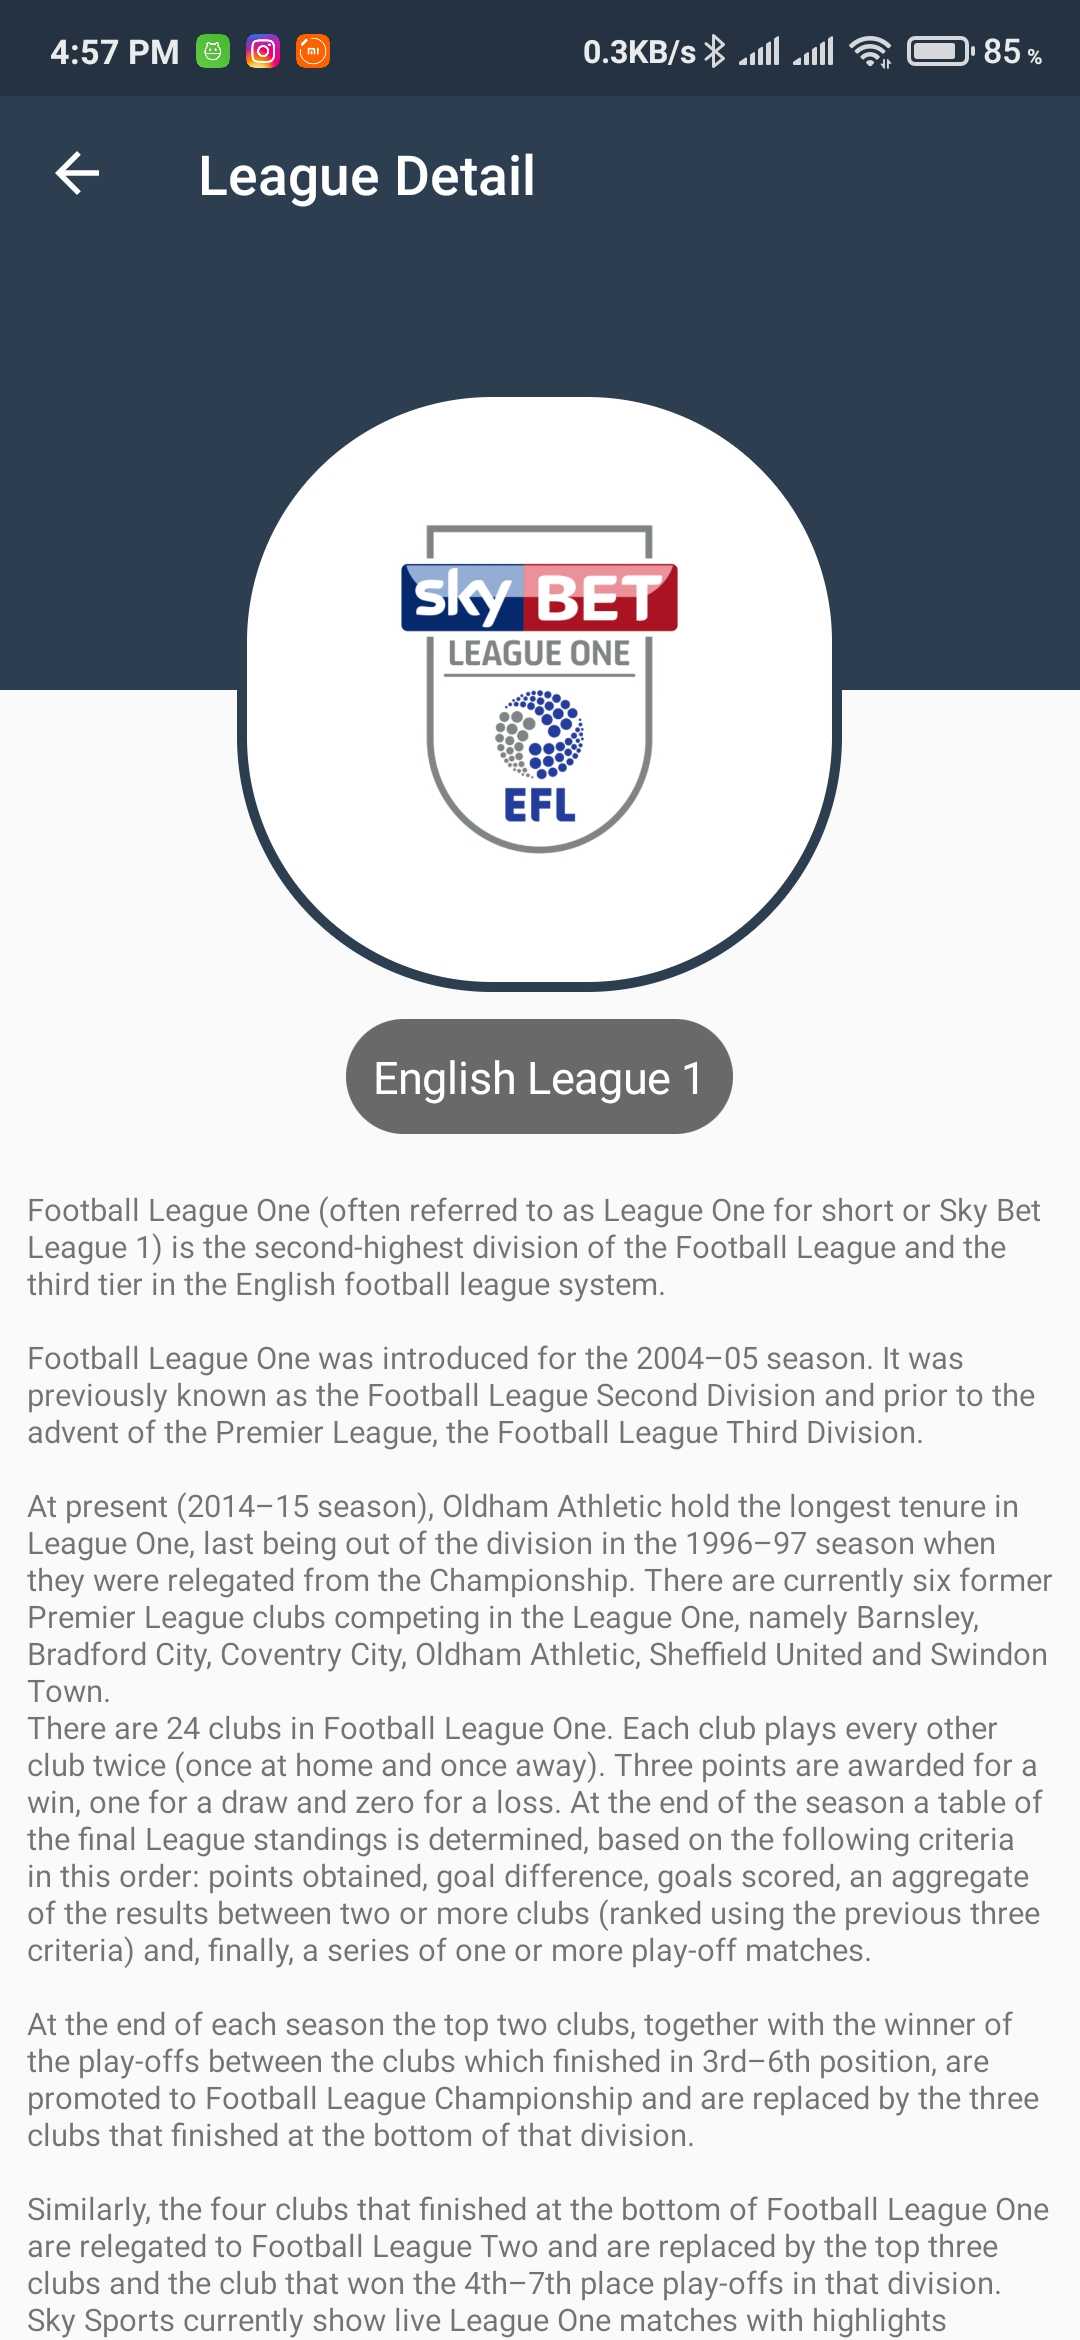 4:57 PM
0.3KB/s
85 %
League Detail
sky BET
LEAGUE ONE
EFL
English League 1
Football League One (often referred to as League One for short or Sky Bet
League 1) is the second-highest division of the Football League and the
third tier in the English football league system.
Football League One was introduced for the 2004–05 season. It was
previously known as the Football League Second Division and prior to the
advent of the Premier League, the Football League Third Division.
At present (2014–15 season), Oldham Athletic hold the longest tenure in
League One, last being out of the division in the 1996–97 season when
they were relegated from the Championship. There are currently six former
Premier League clubs competing in the League One, namely Barnsley,
Bradford City, Coventry City, Oldham Athletic, Sheffield United and Swindon
Town.
There are 24 clubs in Football League One. Each club plays every other
club twice (once at home and once away). Three points are awarded for a
win, one for a draw and zero for a loss. At the end of the season a table of
the final League standings is determined, based on the following criteria
in this order: points obtained, goal difference, goals scored, an aggregate
of the results between two or more clubs (ranked using the previous three
criteria) and, finally, a series of one or more play-off matches.
At the end of each season the top two clubs, together with the winner of
the play-offs between the clubs which finished in 3rd–6th position, are
promoted to Football League Championship and are replaced by the three
clubs that finished at the bottom of that division.
Similarly, the four clubs that finished at the bottom of Football League One
are relegated to Football League Two and are replaced by the top three
clubs and the club that won the 4th–7th place play-offs in that division.
Sky Sports currently show live League One matches with highlights